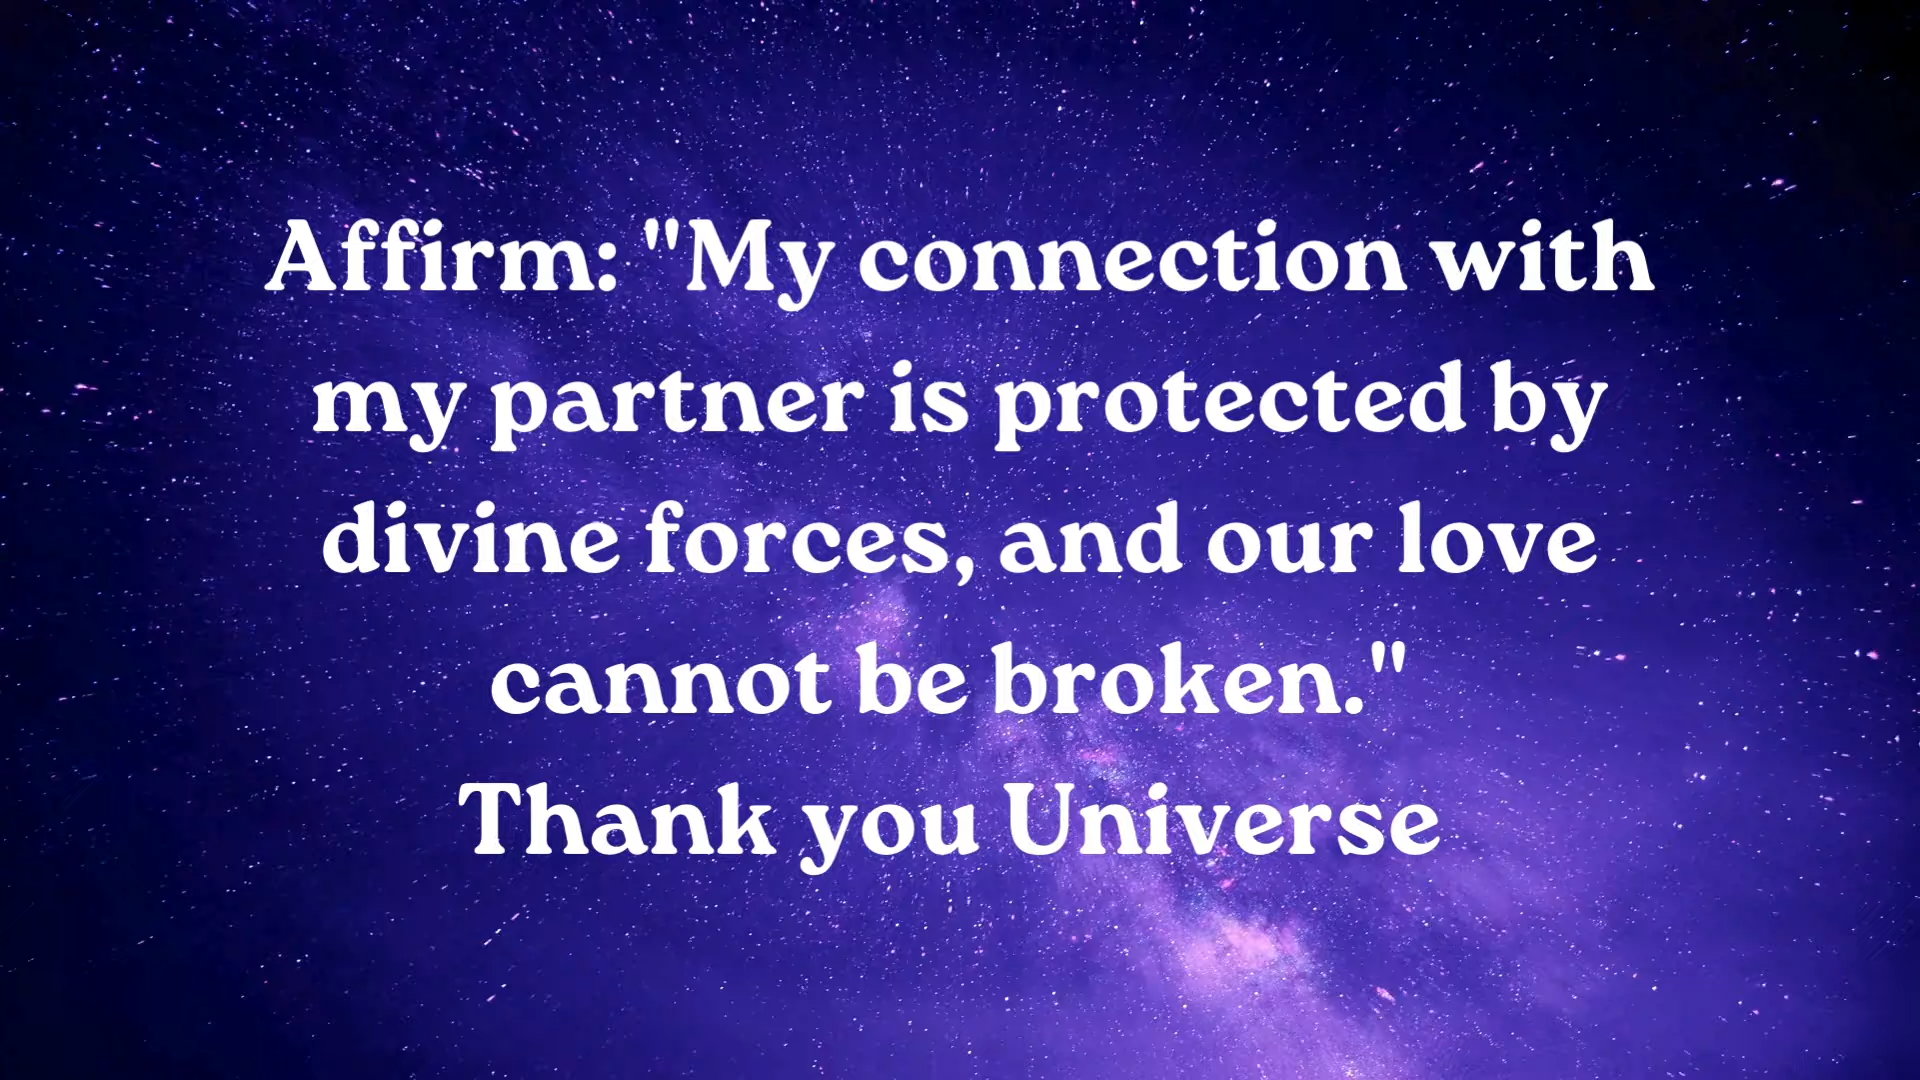 Affirm: "My connection with
my partner is protected by
divine forces, and our love
cannot be broken."
Thank you Universe